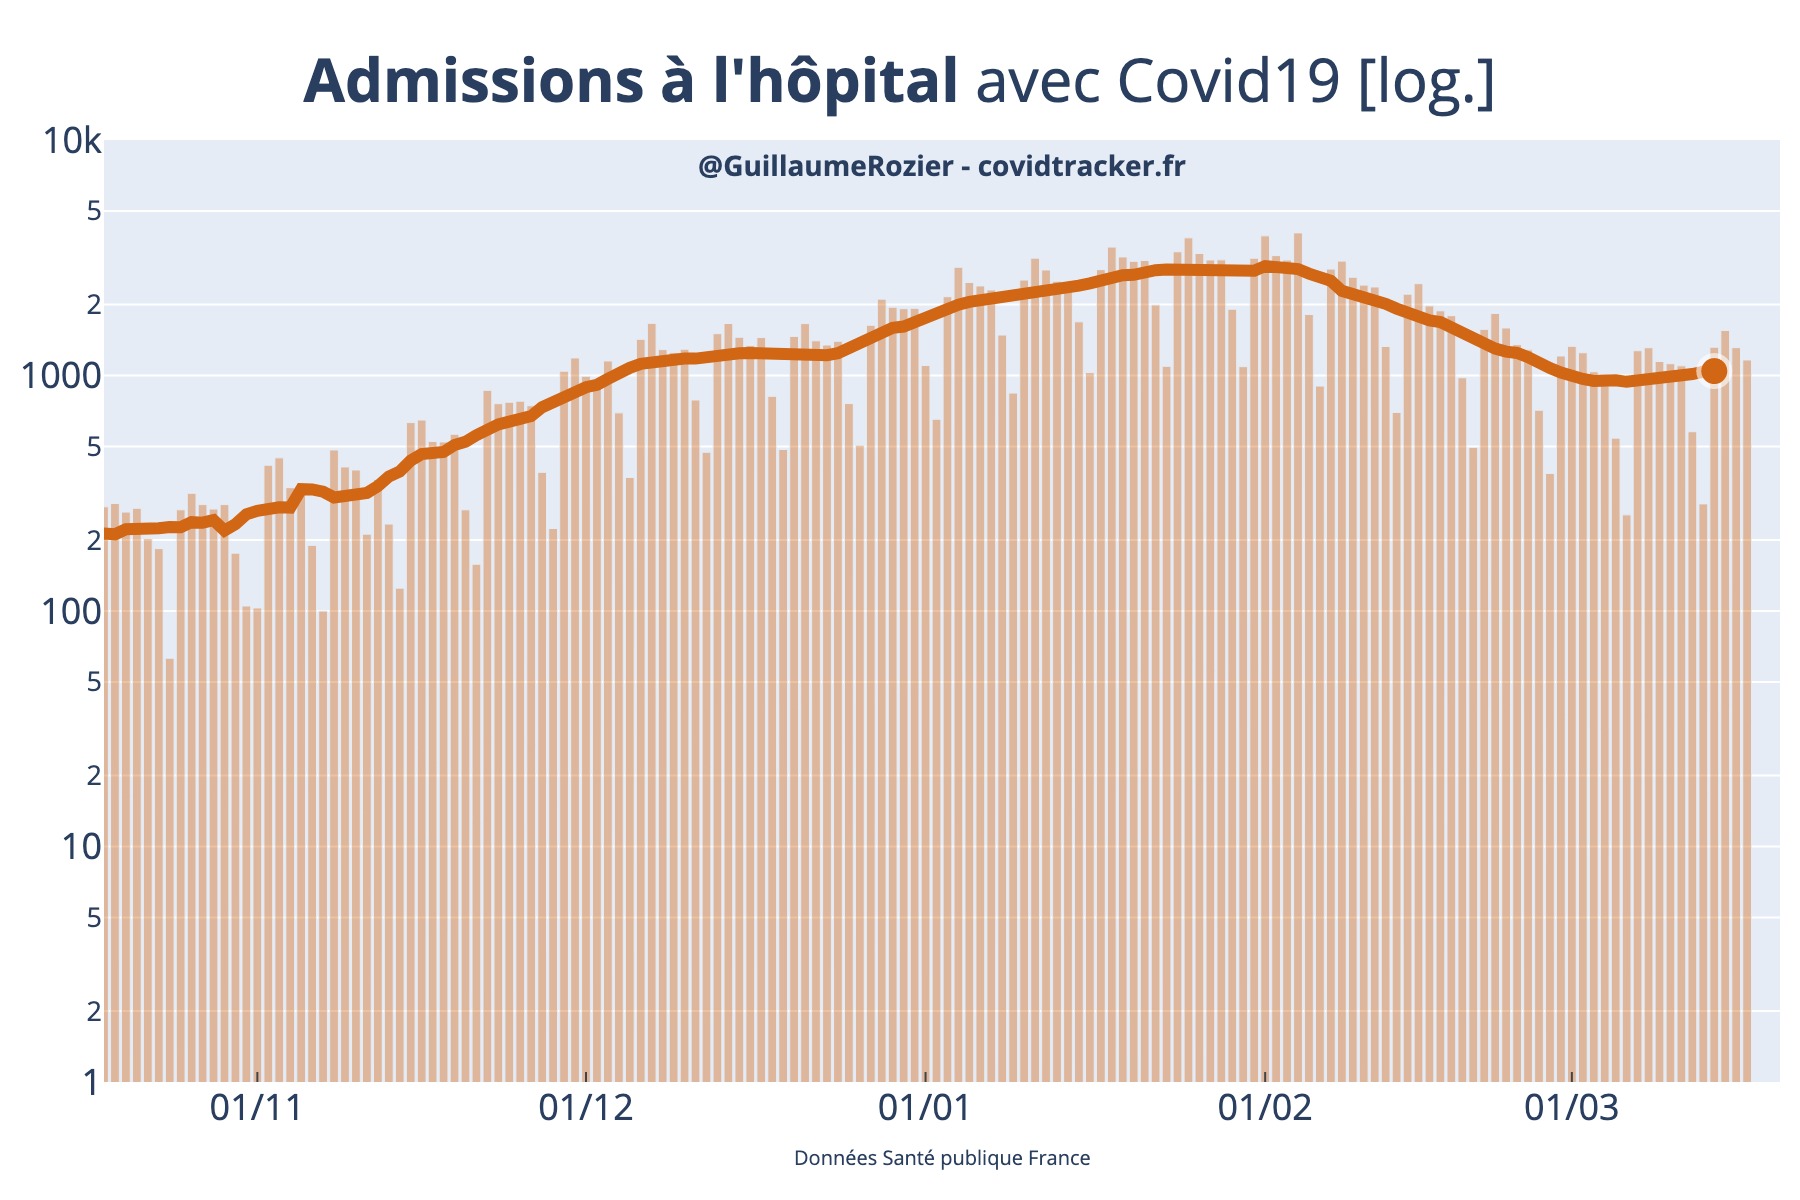 Admissions à l'hôpital avec Covid19 [log.]
@GuillaumeRozier - covidtracker.fr
10k
5
2
1000
5
2
100
5
2
10
5
2
1
01/11 01/12 01/01 01/02 01/03
Données Santé publique France